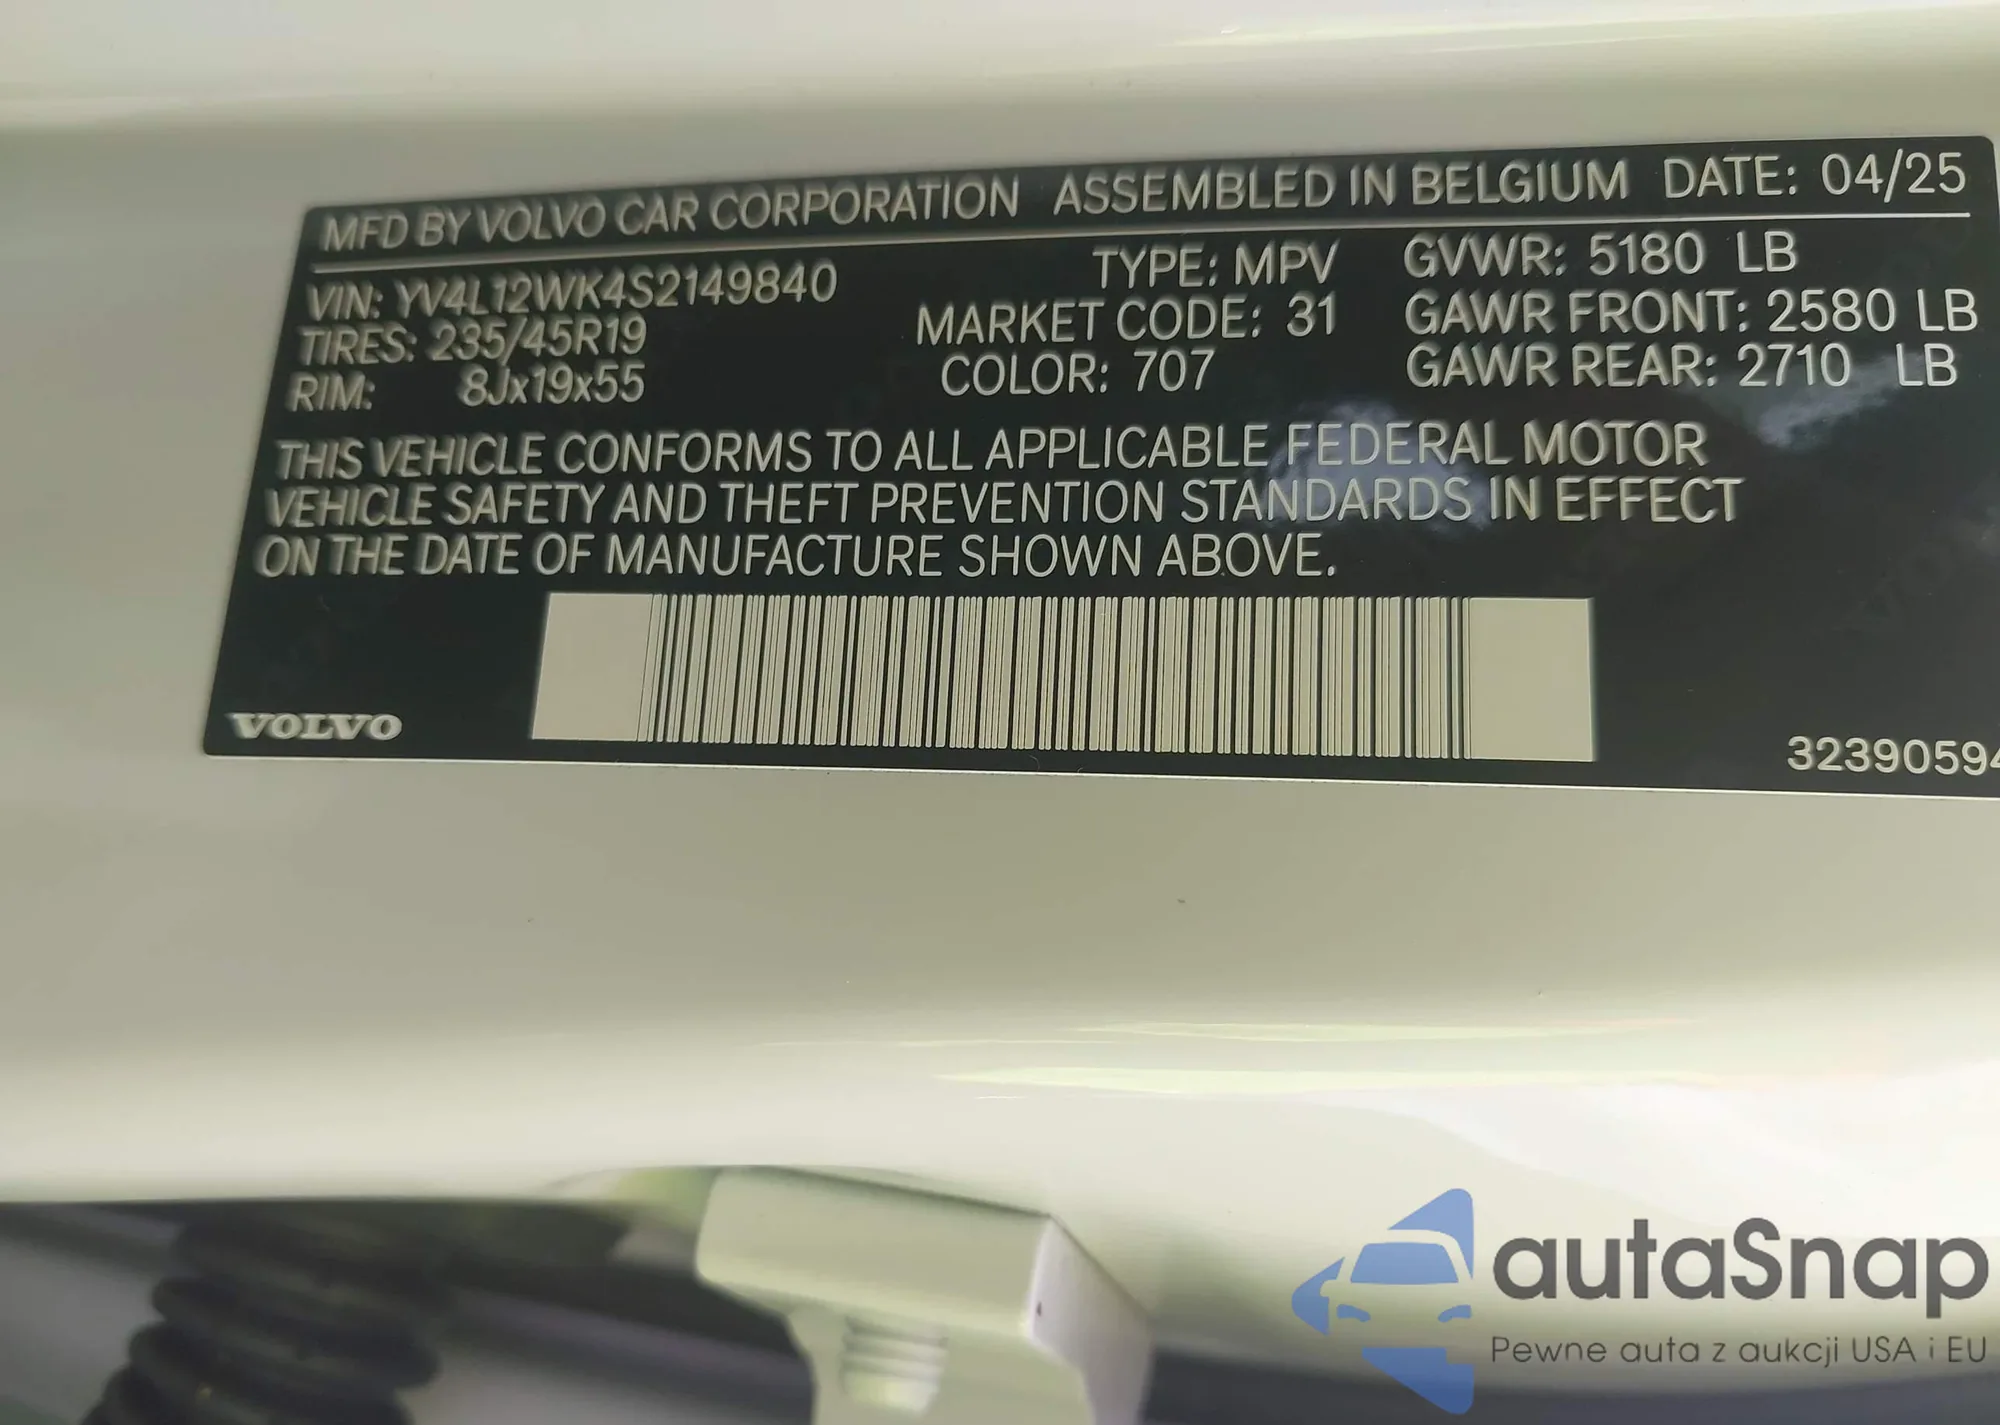 MFD BY VOLVO CAR CORPORATION ASSEMBLED IN BELGIUM DATE: 04/25
VIN: YV4L12WK4S2149840 TYPE: MPV GVWR: 5180 LB
TIRES: 235/45R19 MARKET CODE: 31 GAWR FRONT: 2580 LB
RIM: 8Jx19x55 COLOR: 707 GAWR REAR: 2710 LB
THIS VEHICLE CONFORMS TO ALL APPLICABLE FEDERAL MOTOR
VEHICLE SAFETY AND THEFT PREVENTION STANDARDS IN EFFECT
ON THE DATE OF MANUFACTURE SHOWN ABOVE.
VOLVO
32390594
autaSnap
Pewne auta z aukcji USA i EU